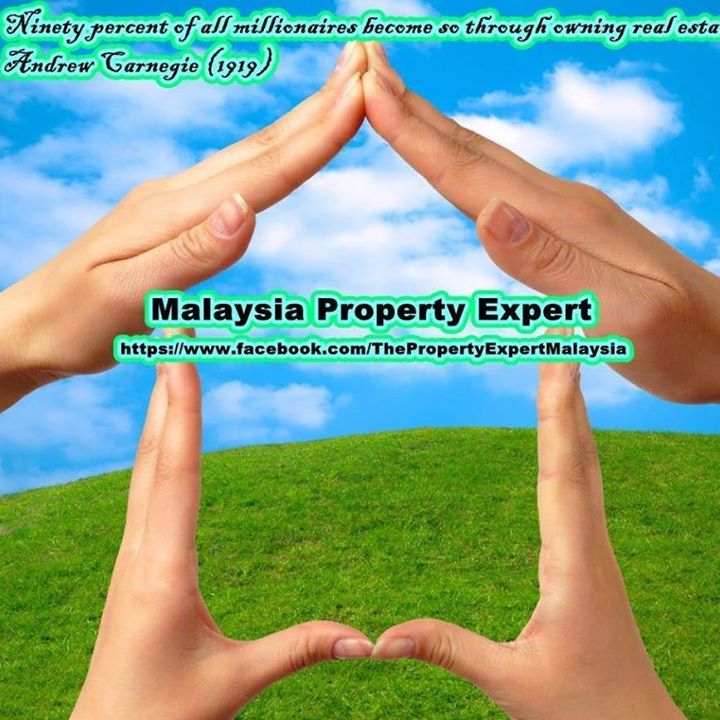 Ninety percent of all millionaires become so through owning real esta
Andrew Carnegie (1919)
Malaysia Property Expert
https://www.facebook.com/ThePropertyExpertMalaysia